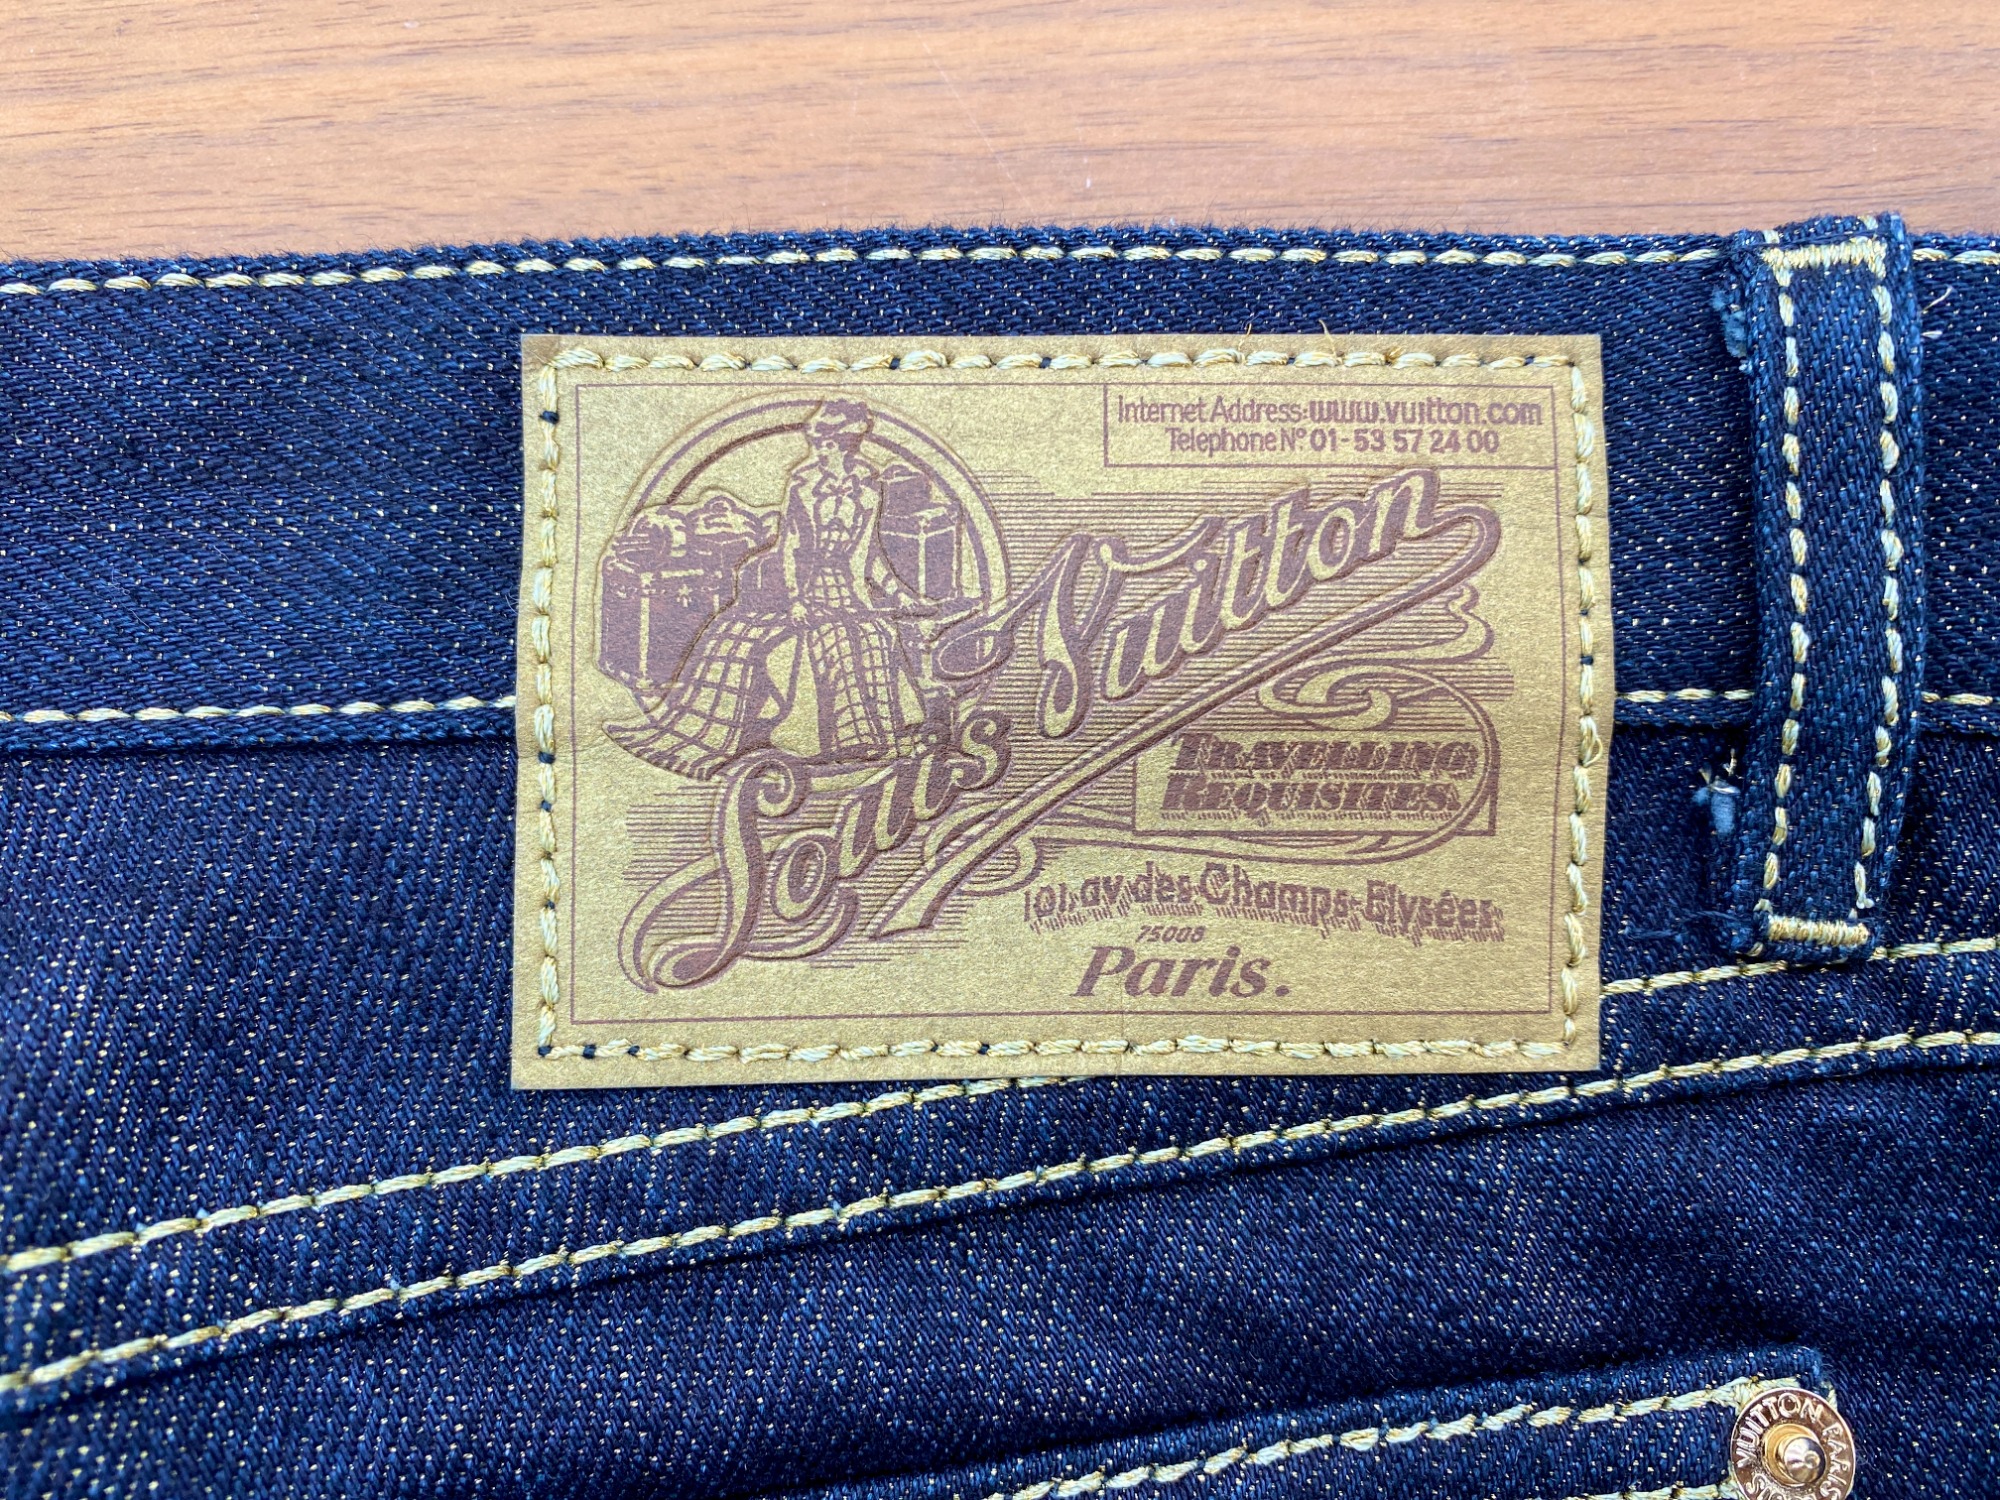 Internet Address: www.vuitton.com
Telephone Nº 01-53 57 24 00
Louis Vuitton
TRAVELLING
REQUISITES.
101. av. des Champs-Elysées.
75008
Paris.
VUITTON PARIS